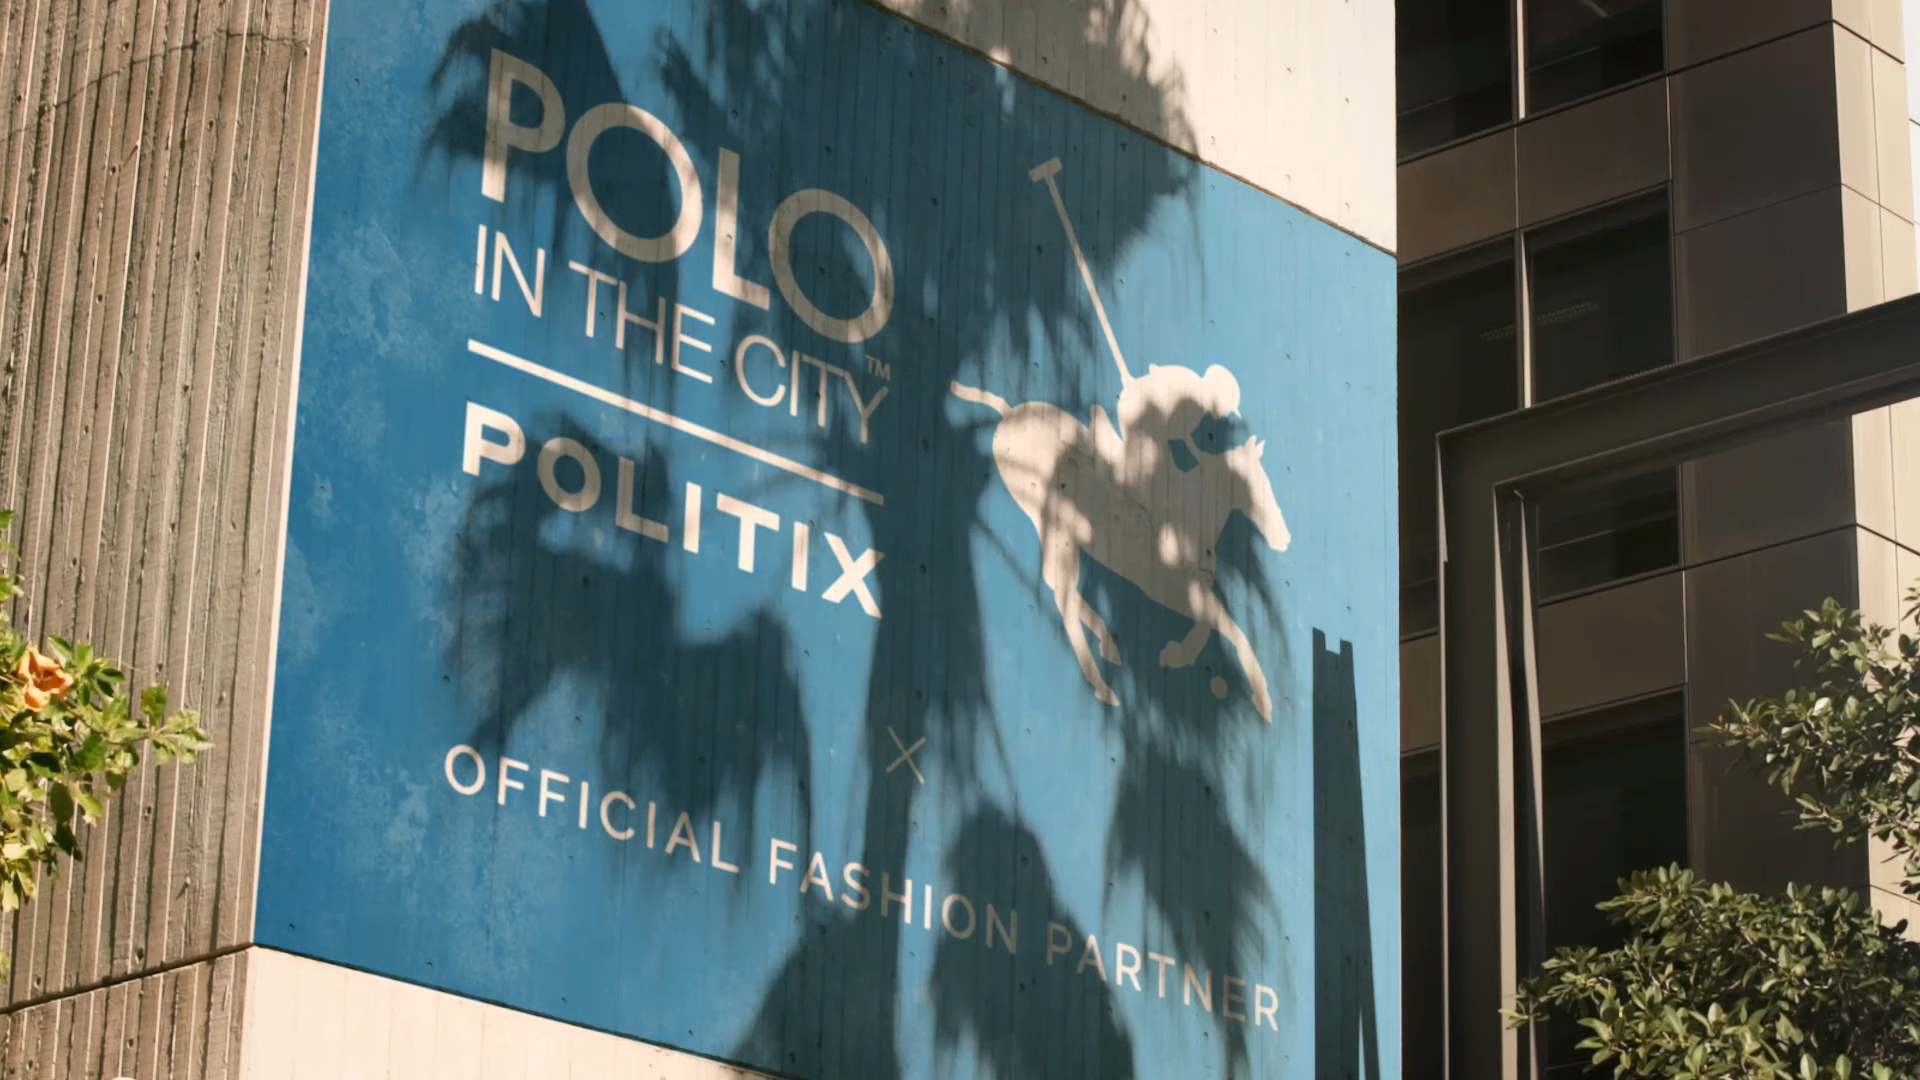 POLO
IN THE CITY™
POLITIX
X
OFFICIAL FASHION PARTNER